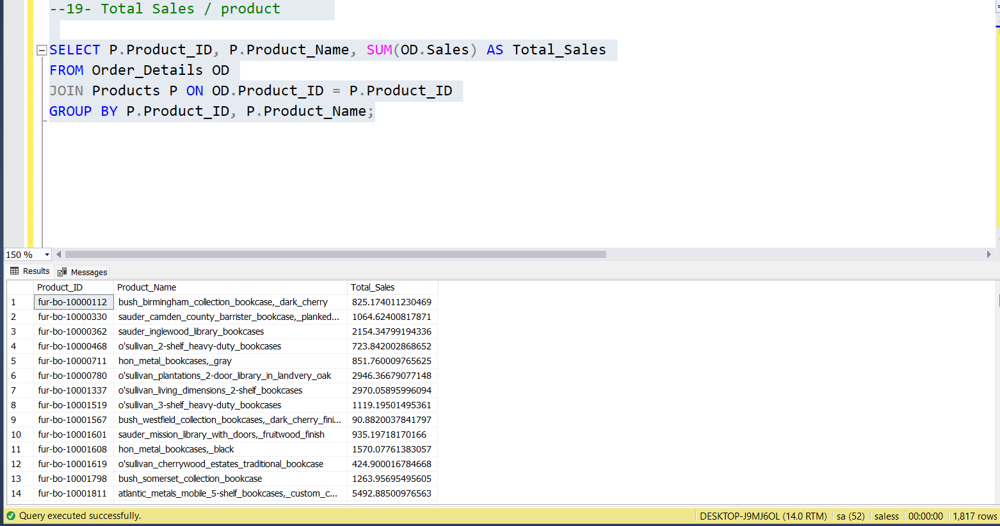 --19- Total Sales / product
SELECT P.Product_ID, P.Product_Name, SUM(OD.Sales) AS Total_Sales
FROM Order_Details OD
JOIN Products P ON OD.Product_ID = P.Product_ID
GROUP BY P.Product_ID, P.Product_Name;
150 %
Results Messages
Product_ID Product_Name Total_Sales
1 fur-bo-10000112 bush_birmingham_collection_bookcase,_dark_cherry 825.174011230469
2 fur-bo-10000330 sauder_camden_county_barrister_bookcase,_planked... 1064.62400817871
3 fur-bo-10000362 sauder_inglewood_library_bookcases 2154.34799194336
4 fur-bo-10000468 o'sullivan_2-shelf_heavy-duty_bookcases 723.842002868652
5 fur-bo-10000711 hon_metal_bookcases,_gray 851.760009765625
6 fur-bo-10000780 o'sullivan_plantations_2-door_library_in_landvery_oak 2946.36679077148
7 fur-bo-10001337 o'sullivan_living_dimensions_2-shelf_bookcases 2970.05895996094
8 fur-bo-10001519 o'sullivan_3-shelf_heavy-duty_bookcases 1119.19501495361
9 fur-bo-10001567 bush_westfield_collection_bookcases,_dark_cherry_fini... 90.8820037841797
10 fur-bo-10001601 sauder_mission_library_with_doors,_fruitwood_finish 935.19718170166
11 fur-bo-10001608 hon_metal_bookcases,_black 1570.07761383057
12 fur-bo-10001619 o'sullivan_cherrywood_estates_traditional_bookcase 424.900016784668
13 fur-bo-10001798 bush_somerset_collection_bookcase 1263.95695495605
14 fur-bo-10001811 atlantic_metals_mobile_5-shelf_bookcases,_custom_c... 5492.88500976563
Query executed successfully. DESKTOP-J9MJ6OL (14.0 RTM) sa (52) saless 00:00:00 1,817 rows